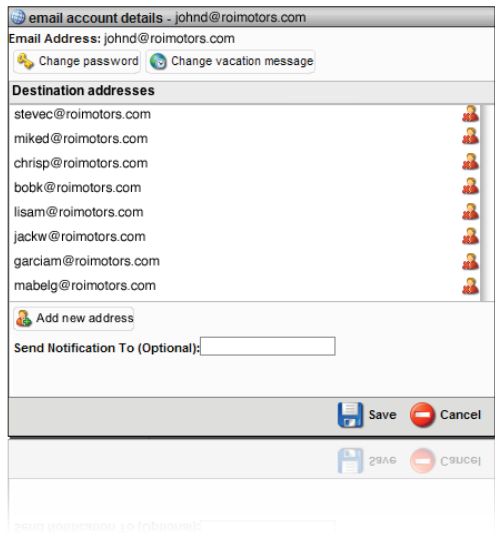 email account details - johnd@roimotors.com
Email Address: johnd@roimotors.com
Change password Change vacation message
Destination addresses
stevec@roimotors.com
miked@roimotors.com
chrisp@roimotors.com
bobk@roimotors.com
lisam@roimotors.com
jackw@roimotors.com
garciam@roimotors.com
mabelg@roimotors.com
Add new address
Send Notification To (Optional):
Save Cancel